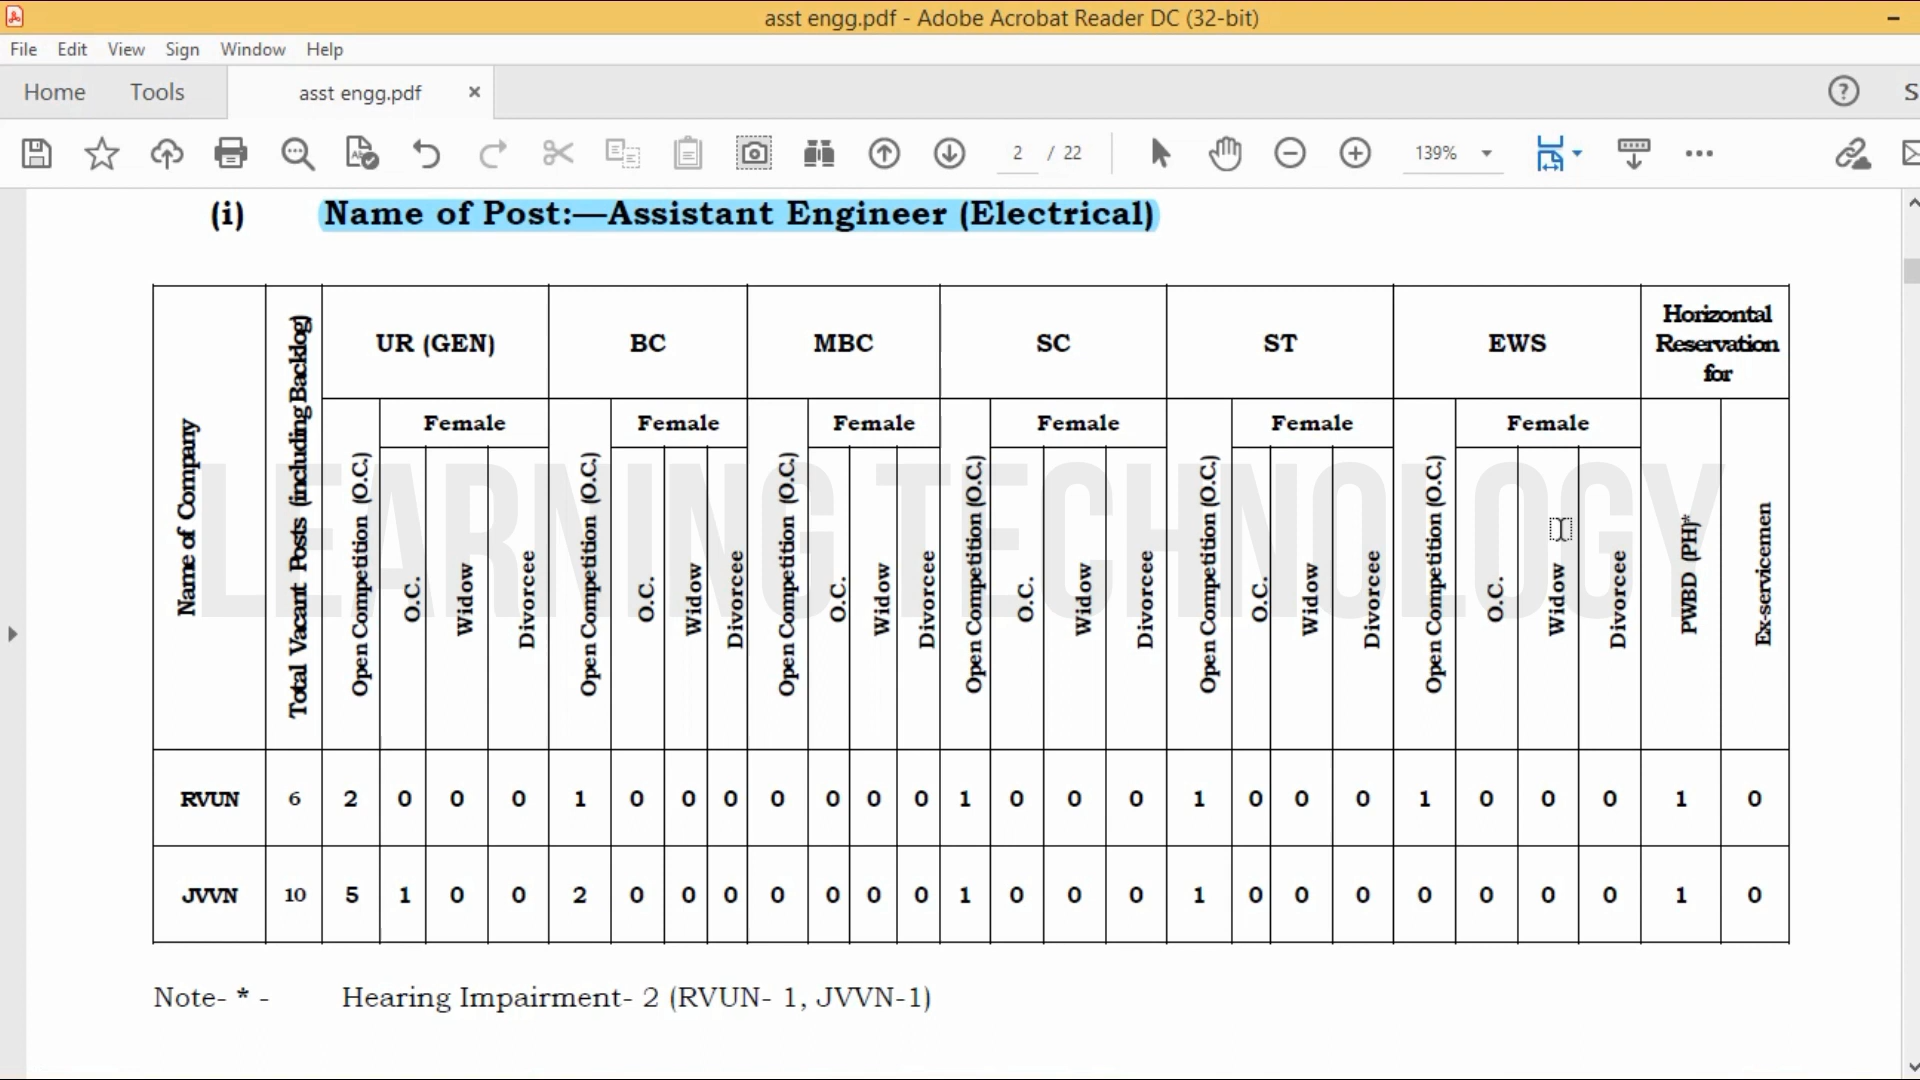 asst engg.pdf - Adobe Acrobat Reader DC (32-bit)
File Edit View Sign Window Help
Home Tools asst engg.pdf × ? S
2 / 22 139%
(i) Name of Post:—Assistant Engineer (Electrical)
Name of Company
Total Vacant Posts (including Backlog)
UR (GEN) BC MBC SC ST EWS
Horizontal
Reservation
for
Female Female Female Female Female Female
Open Competition (O.C.) O.C. Widow Divorcee Open Competition (O.C.) O.C. Widow Divorcee Open Competition (O.C.) O.C. Widow Divorcee Open Competition (O.C.) O.C. Widow Divorcee Open Competition (O.C.) O.C. Widow Divorcee Open Competition (O.C.) O.C. Widow Divorcee PWBD (PH)* Ex-servicemen
LEARNING TECHNOLOGY
RVUN 6 2 0 0 0 1 0 0 0 0 0 0 0 1 0 0 0 1 0 0 0 1 0 0 0 1 0
JVVN 10 5 1 0 0 2 0 0 0 0 0 0 0 1 0 0 0 1 0 0 0 0 0 0 0 1 0
Note- * - Hearing Impairment- 2 (RVUN- 1, JVVN-1)